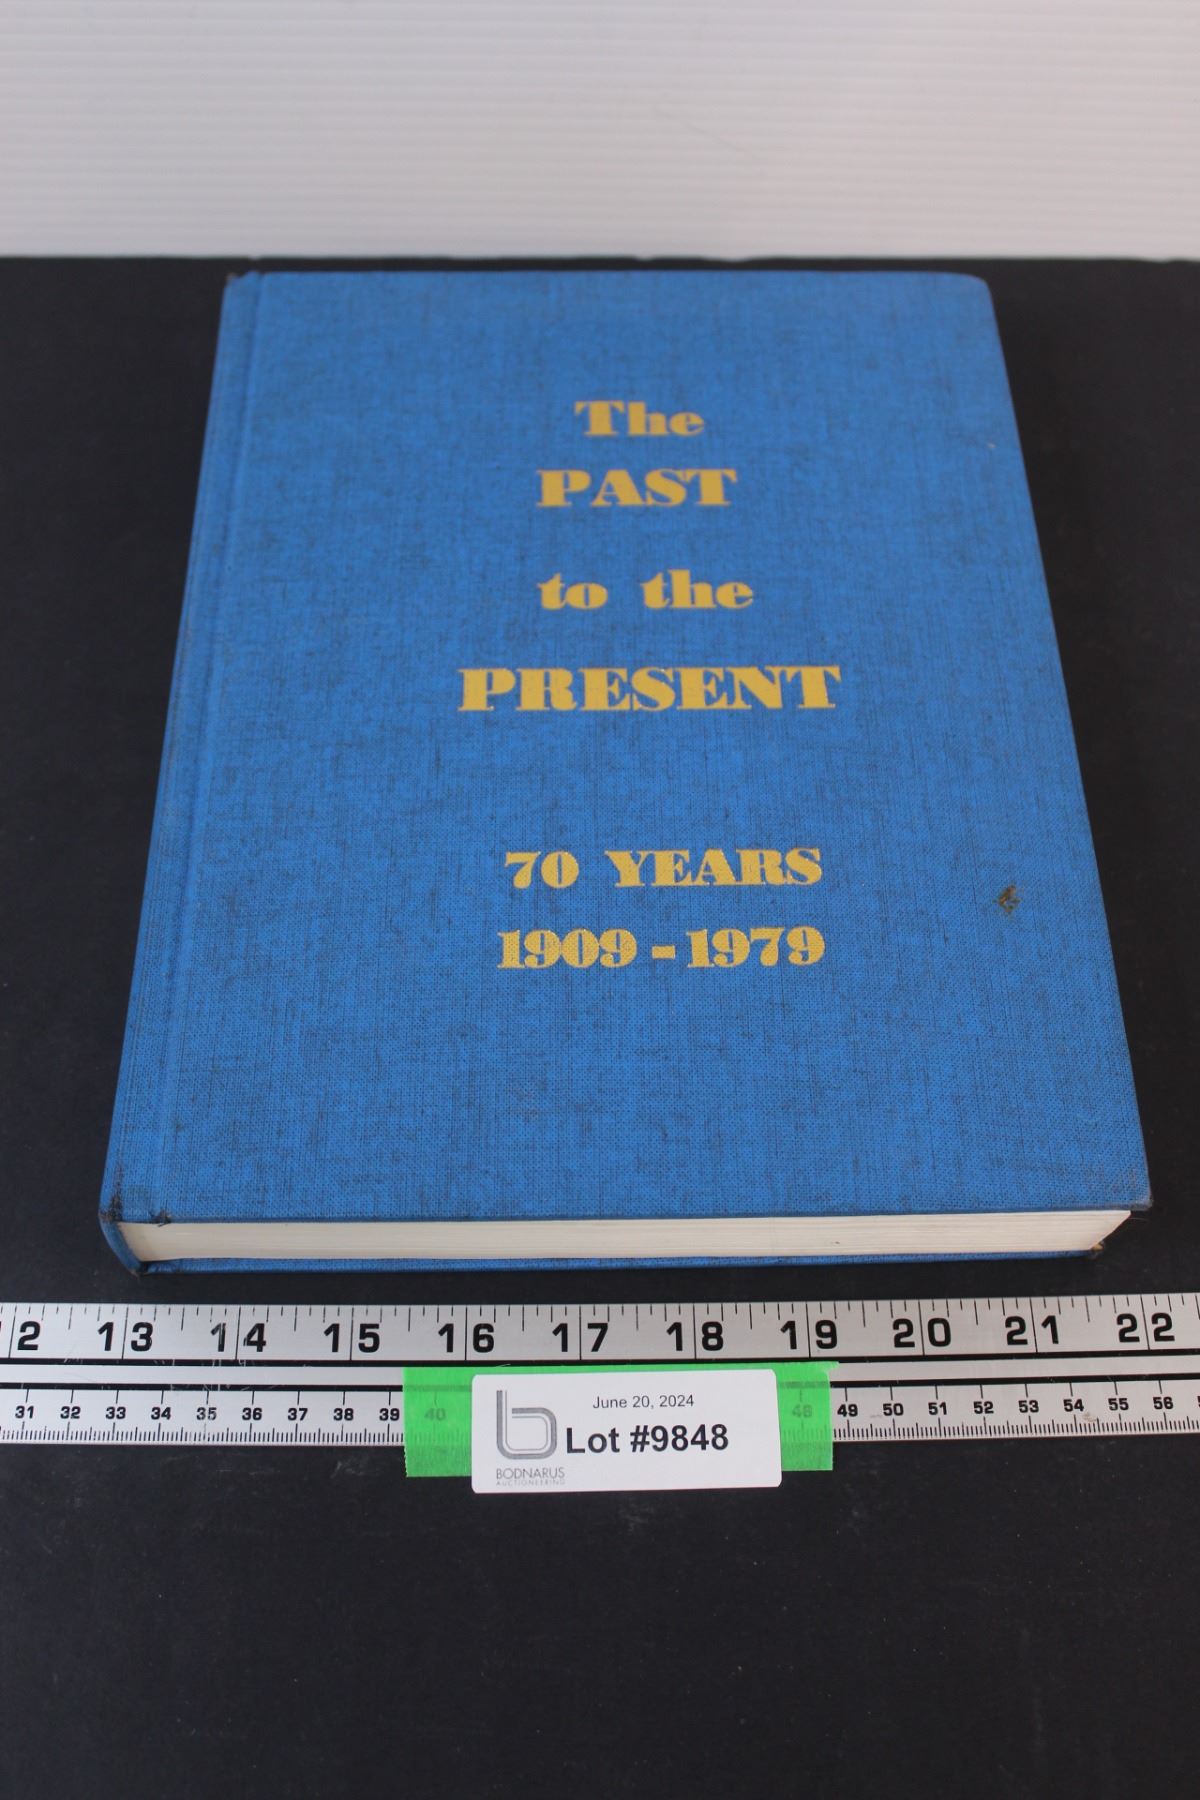 The
PAST
to the
PRESENT
70 YEARS
1909 - 1979
12 13 14 15 16 17 18 19 20 21 22
31 32 33 34 35 36 37 38 39 40 48 49 50 51 52 53 54 55 56
June 20, 2024
Lot #9848
BODNARUS
AUCTIONEERING